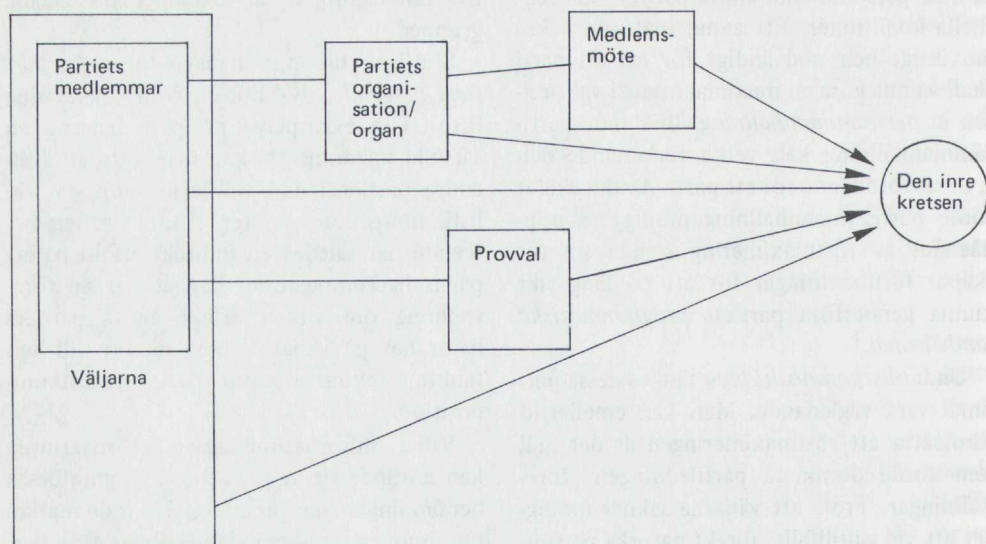 Partiets
medlemmar
Partiets
organi-
sation/
organ
Medlems-
möte
Den inre
kretsen
Provval
Väljarna